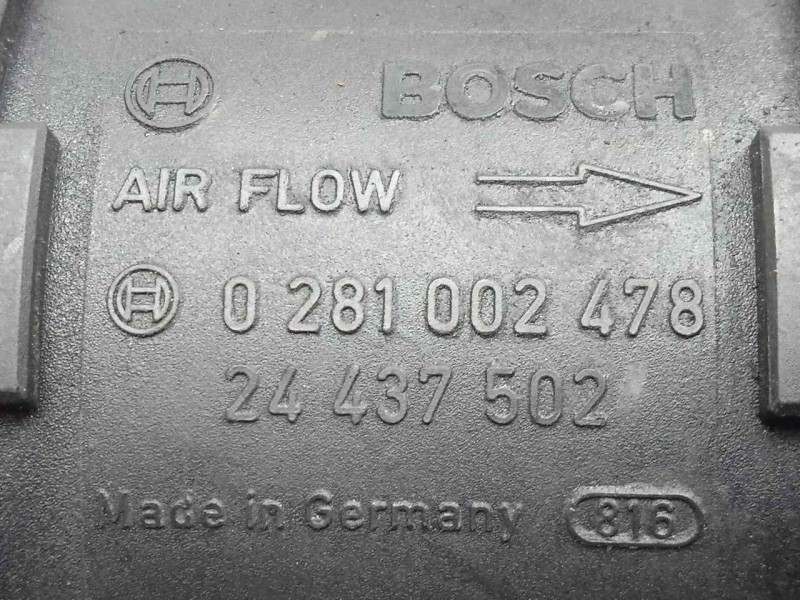 BOSCH
AIR FLOW
0 281 002 478
24 437 502
Made in Germany 816